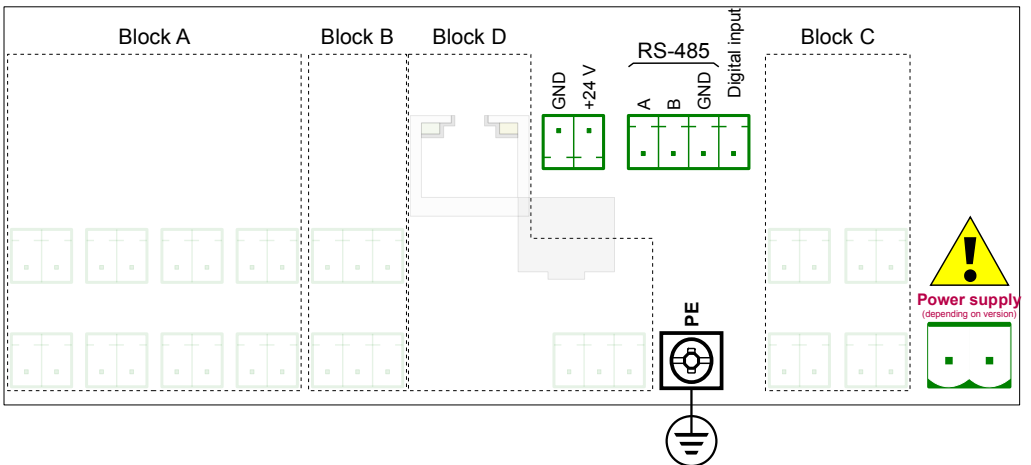 Block A
Block B
Block D
GND
+24 V
RS-485
A
B
GND
Digital input
Block C
Power supply
(depending on version)
PE